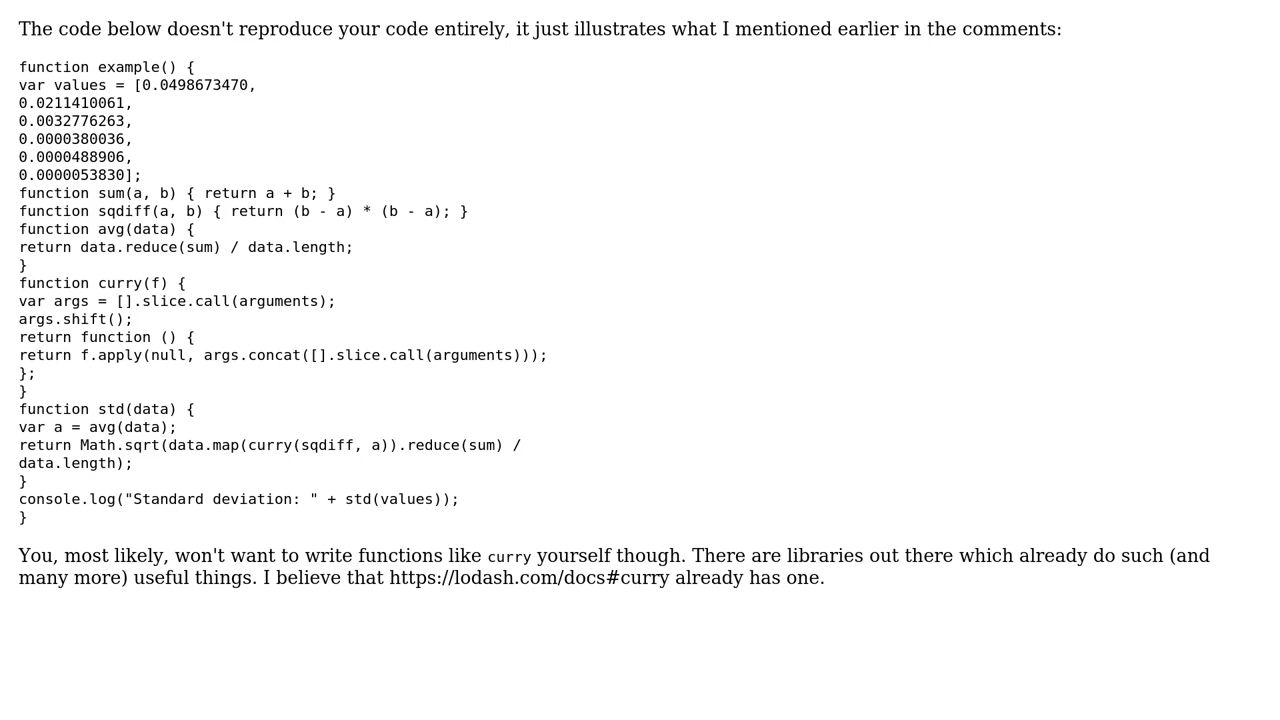 The code below doesn't reproduce your code entirely, it just illustrates what I mentioned earlier in the comments:
function example() {
var values = [0.0498673470,
0.0211410061,
0.0032776263,
0.0000380036,
0.0000488906,
0.0000053830];
function sum(a, b) { return a + b; }
function sqdiff(a, b) { return (b - a) * (b - a); }
function avg(data) {
return data.reduce(sum) / data.length;
}
function curry(f) {
var args = [].slice.call(arguments);
args.shift();
return function () {
return f.apply(null, args.concat([].slice.call(arguments)));
};
}
function std(data) {
var a = avg(data);
return Math.sqrt(data.map(curry(sqdiff, a)).reduce(sum) /
data.length);
}
console.log("Standard deviation: " + std(values));
}
You, most likely, won't want to write functions like curry yourself though. There are libraries out there which already do such (and
many more) useful things. I believe that https://lodash.com/docs#curry already has one.